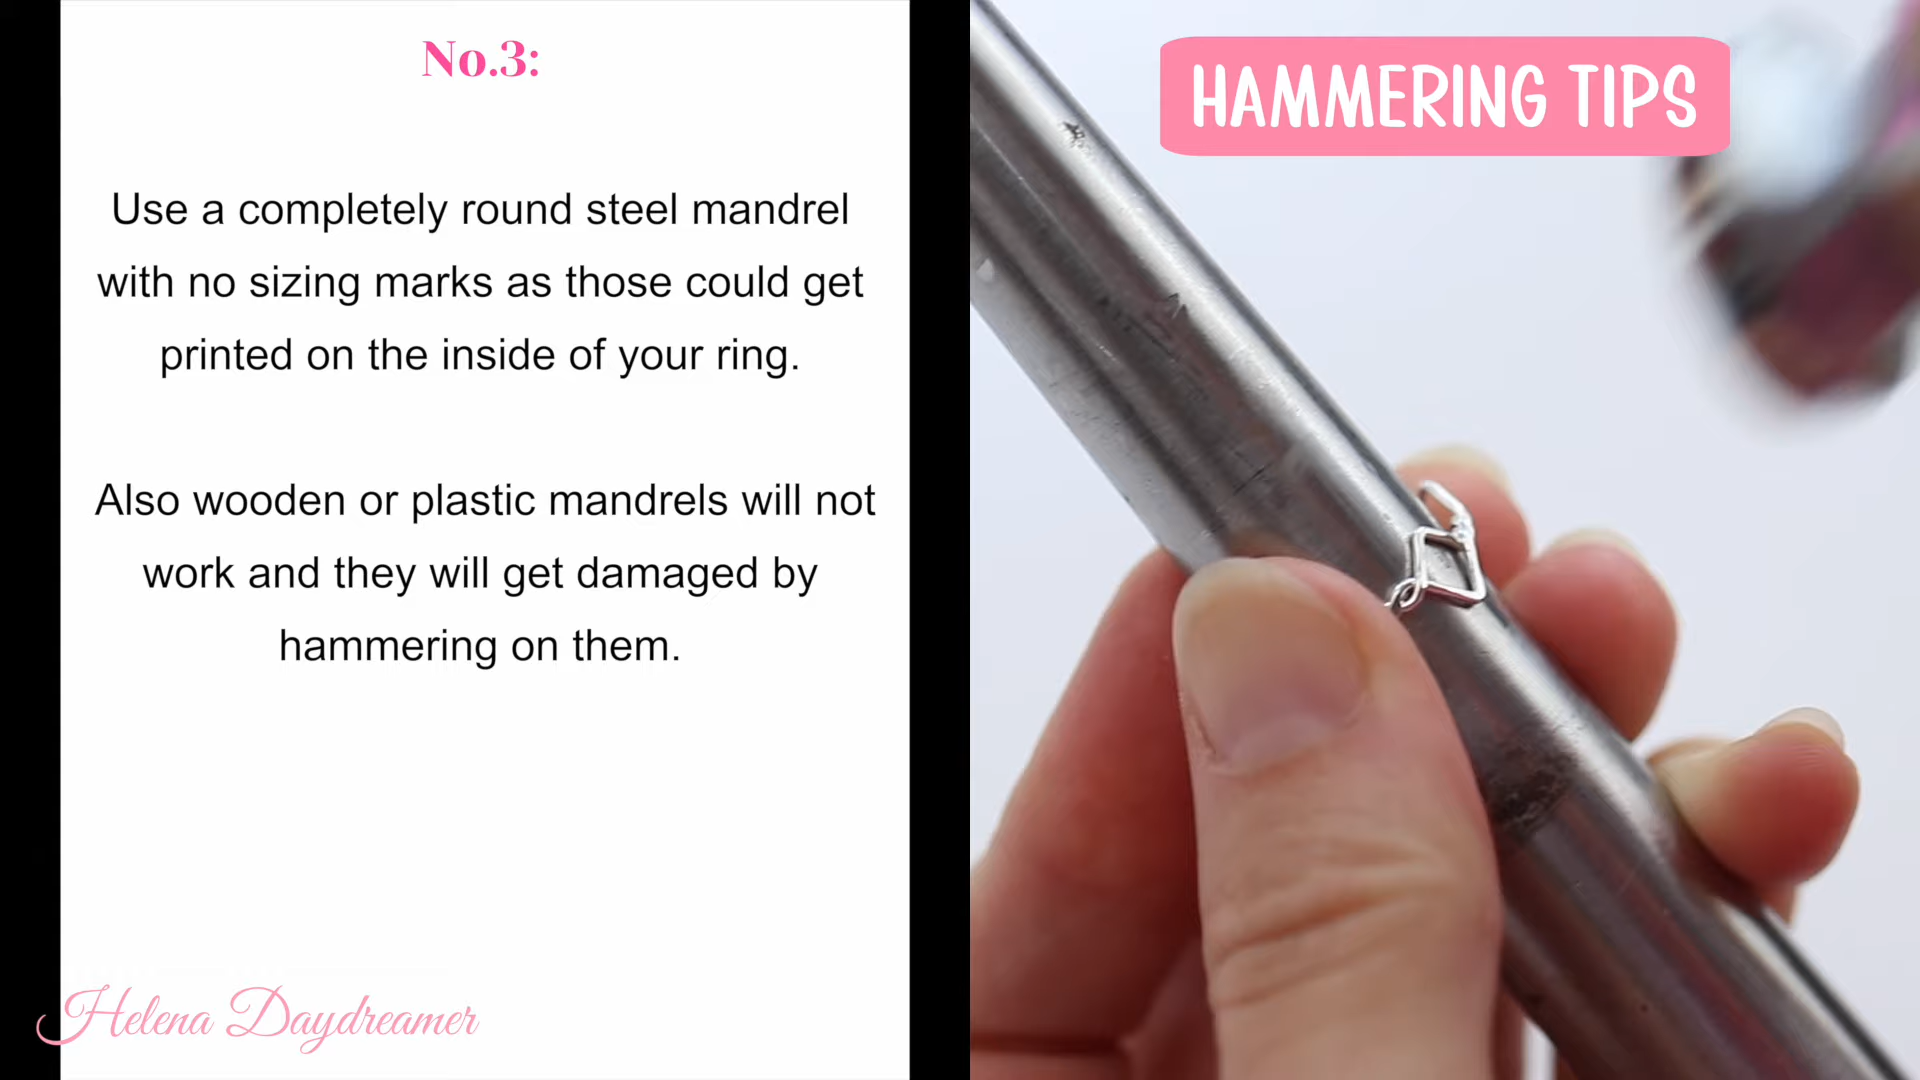 No.3:
HAMMERING TIPS
Use a completely round steel mandrel
with no sizing marks as those could get
printed on the inside of your ring.
Also wooden or plastic mandrels will not
work and they will get damaged by
hammering on them.
Helena Daydreamer